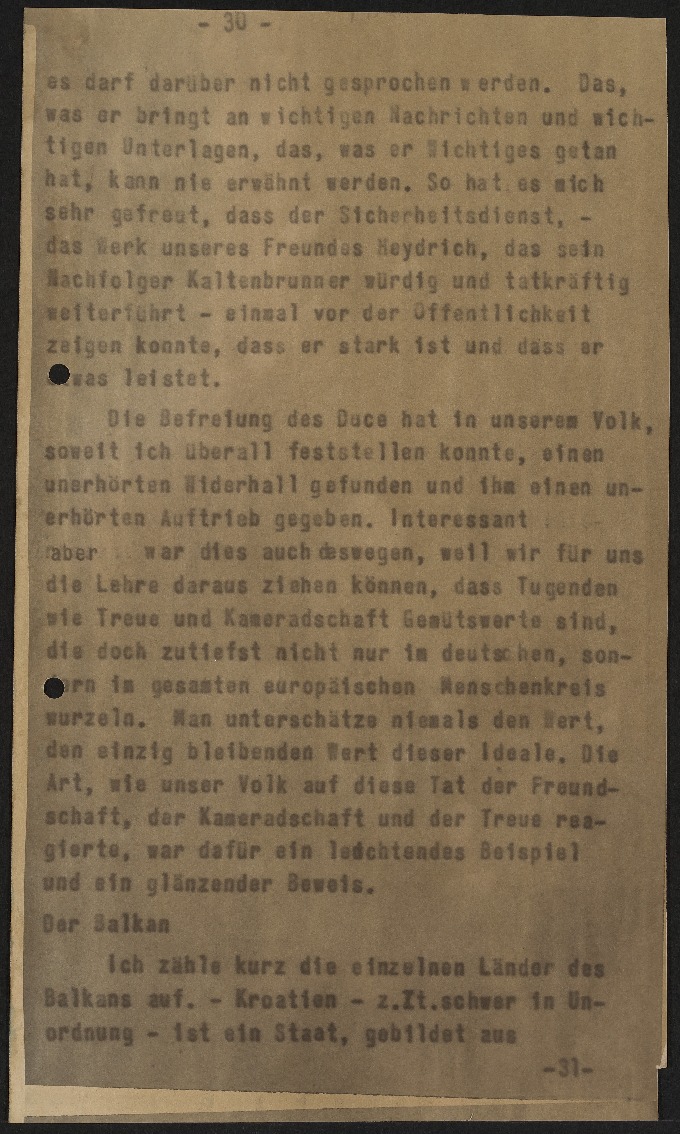 - 30 -
es darf darüber nicht gesprochen werden. Das,
was er bringt an wichtigen Nachrichten und wich-
tigen Unterlagen, das, was er Wichtiges getan
hat, kann nie erwähnt werden. So hat es mich
sehr gefreut, dass der Sicherheitsdienst, -
das Werk unseres Freundes Heydrich, das sein
Nachfolger Kaltenbrunner würdig und tatkräftig
weiterführt - einmal vor der Öffentlichkeit
zeigen konnte, dass er stark ist und dass er
etwas leistet.
Die Befreiung des Duce hat in unserem Volk,
soweit ich überall feststellen konnte, einen
unerhörten Widerhall gefunden und ihm einen un-
erhörten Auftrieb gegeben. Interessant
aber war dies auch deswegen, weil wir für uns
die Lehre daraus ziehen können, dass Tugenden
wie Treue und Kameradschaft Gemütswerte sind,
die doch zutiefst nicht nur im deutschen, son-
dern im gesamten europäischen Menschenkreis
wurzeln. Man unterschätze niemals den Wert,
den einzig bleibenden Wert dieser Ideale. Die
Art, wie unser Volk auf diese Tat der Freund-
schaft, der Kameradschaft und der Treue rea-
gierte, war dafür ein leuchtendes Beispiel
und ein glänzender Beweis.
Der Balkan
Ich zähle kurz die einzelnen Länder des
Balkans auf. - Kroatien - z.Zt.schwer in Un-
ordnung - ist ein Staat, gebildet aus
-31-